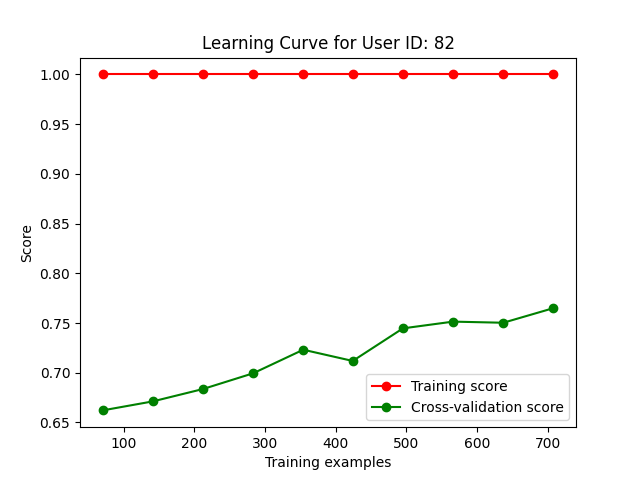 Learning Curve for User ID: 82
1.00
0.95
0.90
0.85
0.80
0.75
0.70
0.65
Score
Training score
Cross-validation score
100 200 300 400 500 600 700
Training examples